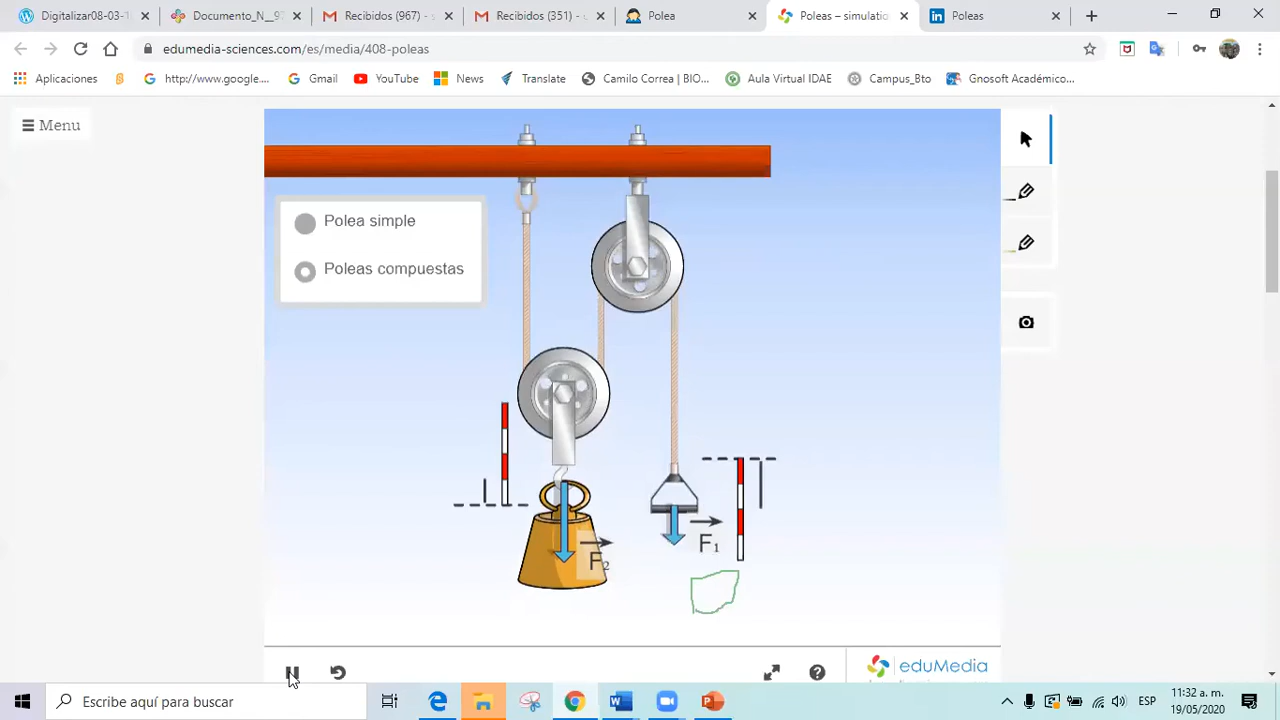 Digitalizar08-03-1
Documento_N__97
Recibidos (967) - s
Recibidos (351) - c
Polea
Poleas – simulatio
Poleas
edumedia-sciences.com/es/media/408-poleas
Aplicaciones
http://www.google....
Gmail
YouTube
News
Translate
Camilo Correa | BIO...
Aula Virtual IDAE
Campus_Bto
Gnosoft Académico...
Menu
Polea simple
Poleas compuestas
F₁
F₂
eduMedia
Escribe aquí para buscar
ESP
11:32 a. m.
19/05/2020